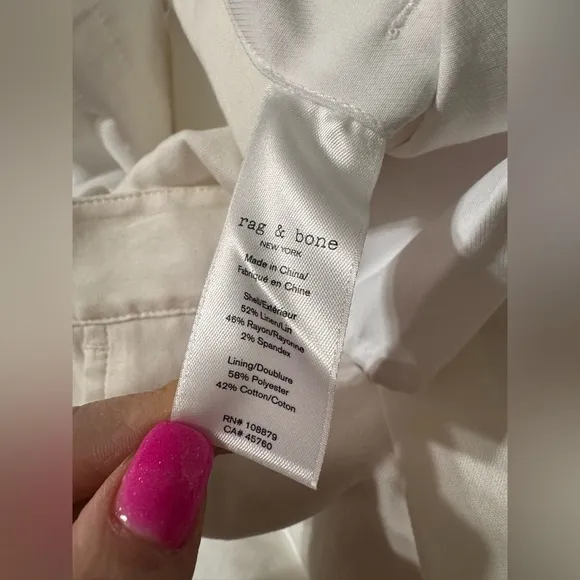 rag & bone
NEW YORK
Made in China/
Fabriqué en Chine
Shell/Extérieur
52% Linen/Lin
46% Rayon/Rayonne
2% Spandex
Lining/Doublure
58% Polyester
42% Cotton/Coton
RN# 108879
CA# 45760